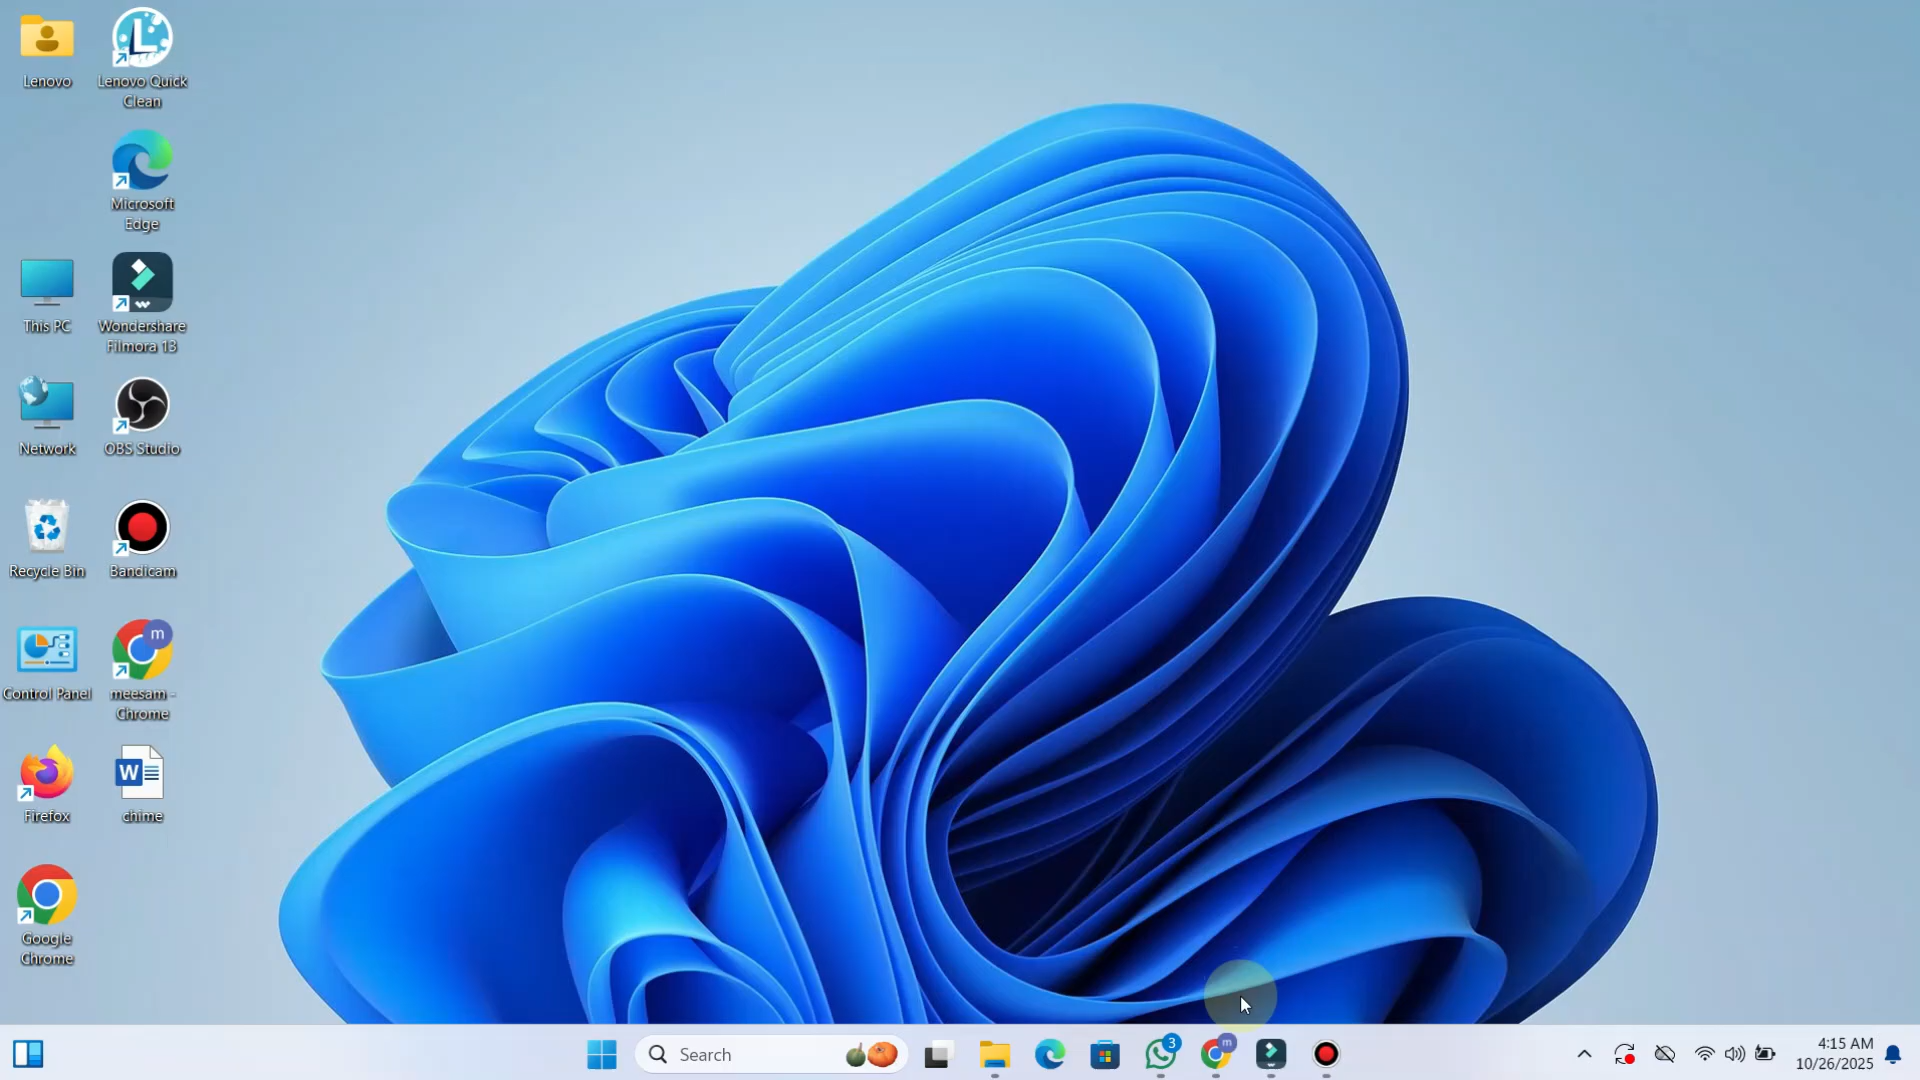 Lenovo
Lenovo Quick
Clean
Microsoft
Edge
This PC
Wondershare
Filmora 13
Network
OBS Studio
Recycle Bin
Bandicam
Control Panel
m
meesam -
Chrome
Firefox
W
chime
Google
Chrome
Search
3
m
4:15 AM
10/26/2025